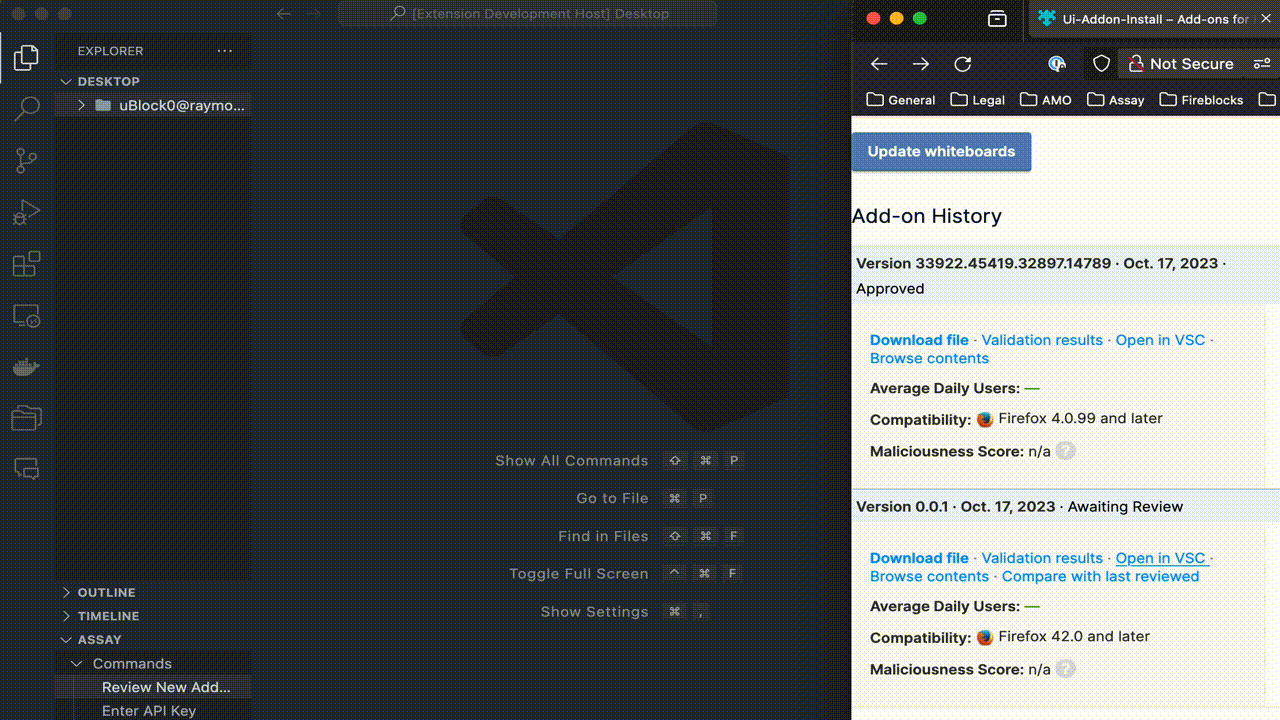 [Extension Development Host] Desktop
EXPLORER
DESKTOP
uBlock0@raymo...
Show All Commands ⇧ ⌘ P
Go to File ⌘ P
Find in Files ⇧ ⌘ F
Toggle Full Screen ^ ⌘ F
Show Settings ⌘ ,
OUTLINE
TIMELINE
ASSAY
Commands
Review New Add...
Enter API Key
Ui-Addon-Install – Add-ons for
Not Secure
General Legal AMO Assay Fireblocks
Update whiteboards
Add-on History
Version 33922.45419.32897.14789 · Oct. 17, 2023 ·
Approved
Download file · Validation results · Open in VSC ·
Browse contents
Average Daily Users: —
Compatibility: Firefox 4.0.99 and later
Maliciousness Score: n/a ?
Version 0.0.1 · Oct. 17, 2023 · Awaiting Review
Download file · Validation results · Open in VSC ·
Browse contents · Compare with last reviewed
Average Daily Users: —
Compatibility: Firefox 42.0 and later
Maliciousness Score: n/a ?